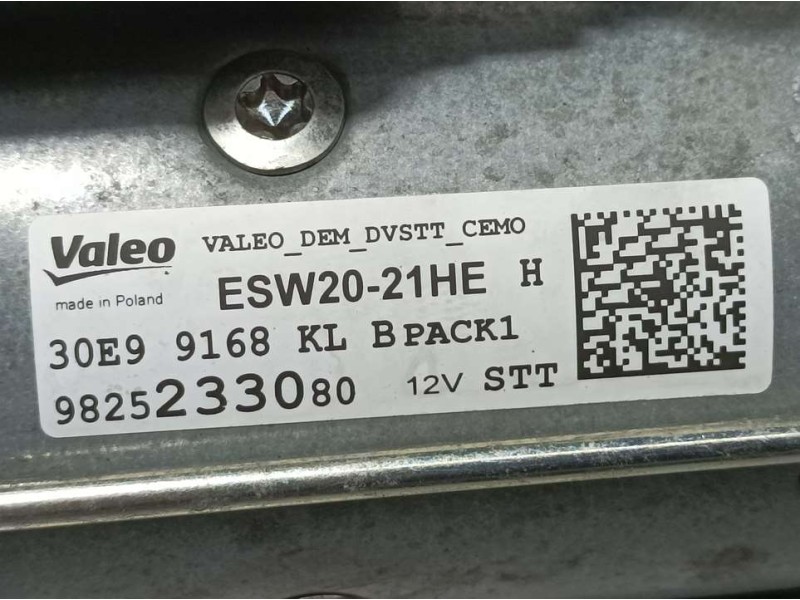 Valeo VALEO_DEM_DVSTT_CEMO
made in Poland ESW20-21HE H
30E9 9168 KL BPACK1
9825233080 12V STT